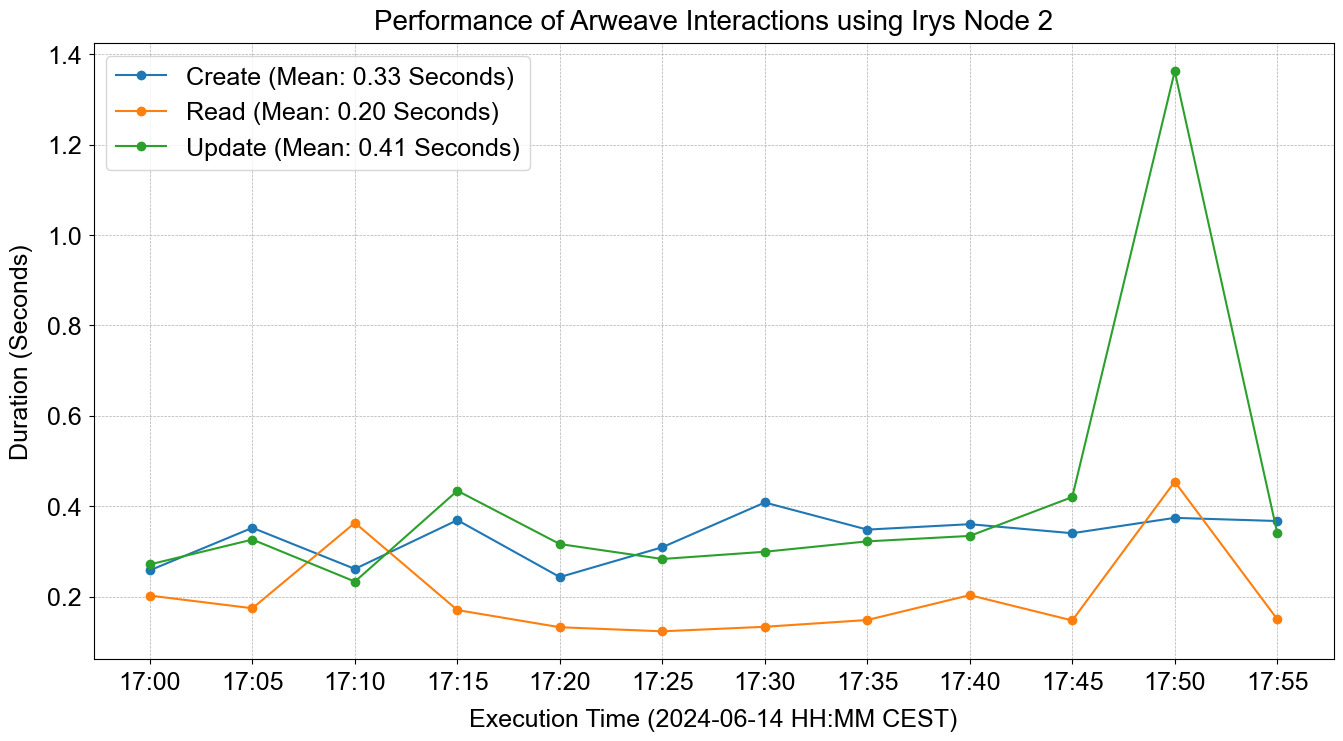 Performance of Arweave Interactions using Irys Node 2
Create (Mean: 0.33 Seconds)
Read (Mean: 0.20 Seconds)
Update (Mean: 0.41 Seconds)
Duration (Seconds)
1.4
1.2
1.0
0.8
0.6
0.4
0.2
17:00 17:05 17:10 17:15 17:20 17:25 17:30 17:35 17:40 17:45 17:50 17:55
Execution Time (2024-06-14 HH:MM CEST)